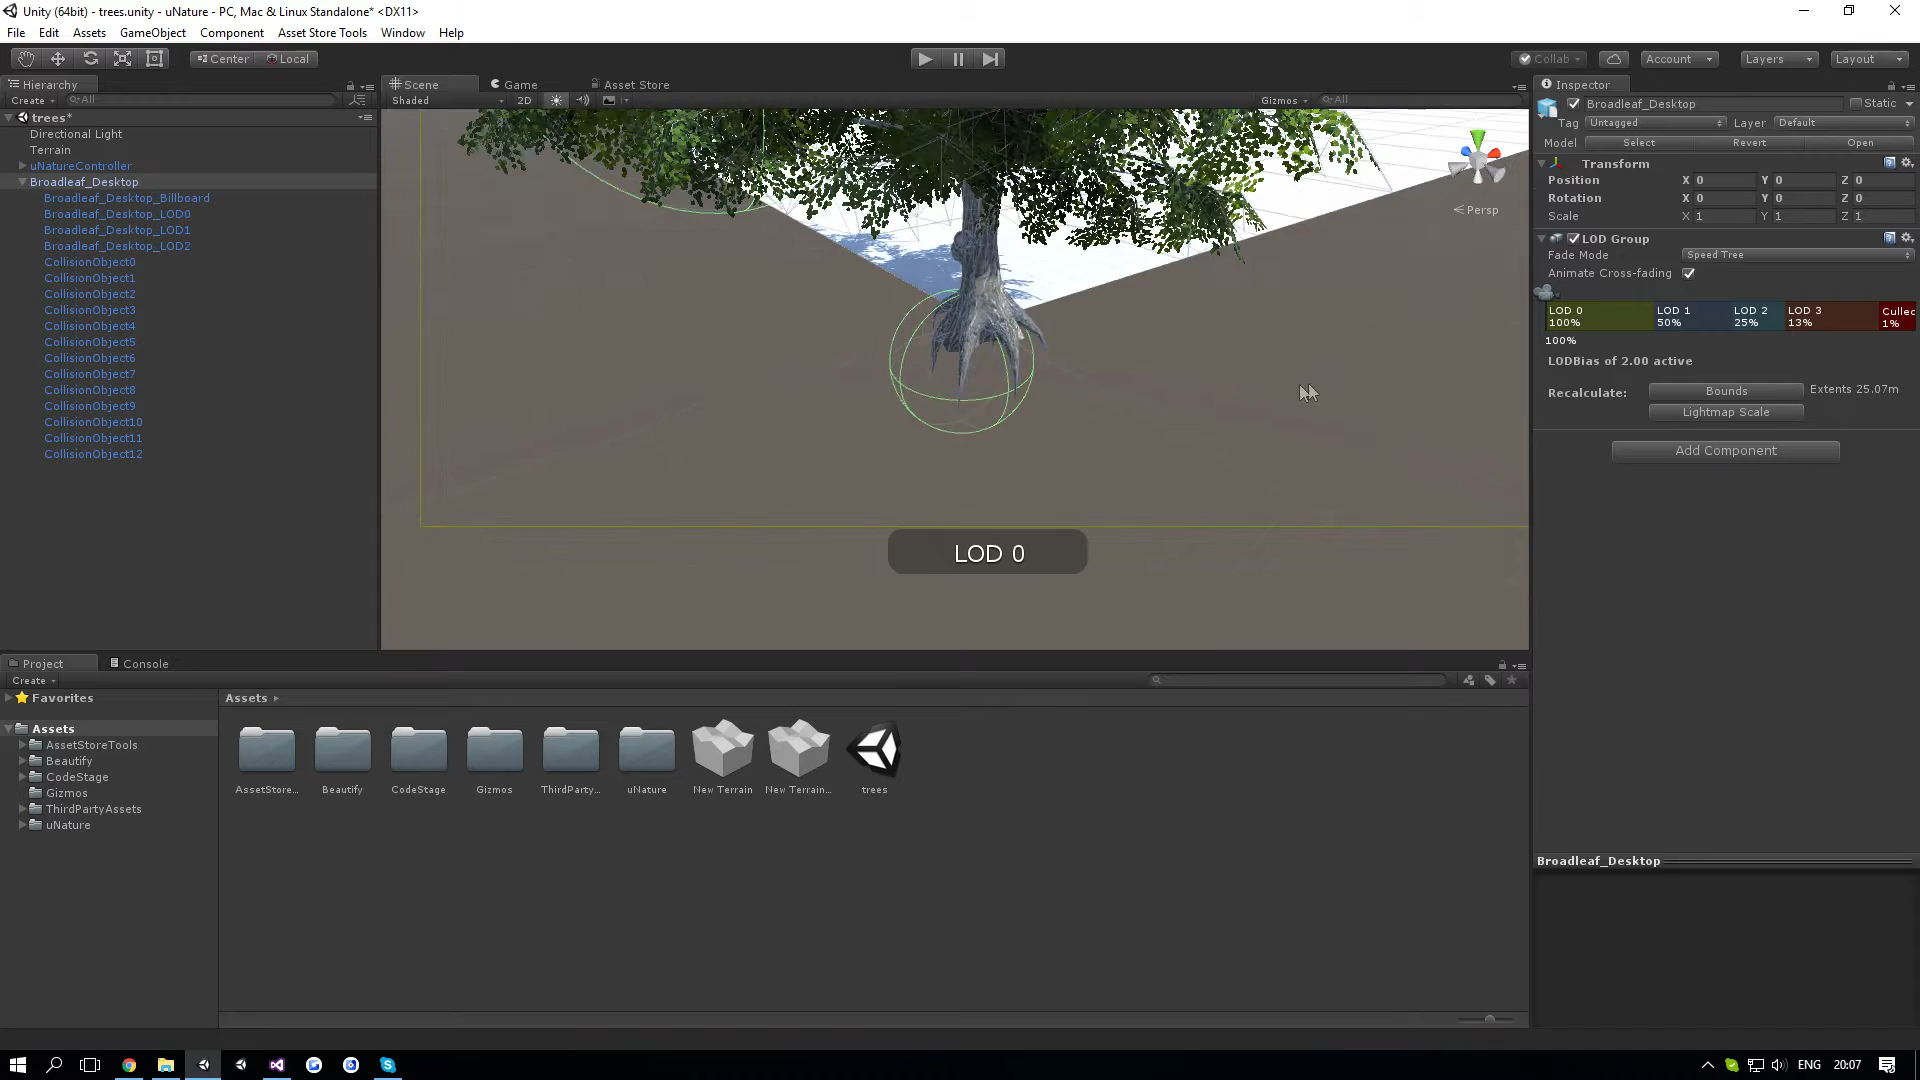 Unity (64bit) - trees.unity - uNature - PC, Mac & Linux Standalone* <DX11>
File Edit Assets GameObject Component Asset Store Tools Window Help
Center Local
Collab
Account
Layers
Layout
Hierarchy
Create
All
trees*
Directional Light
Terrain
uNatureController
Broadleaf_Desktop
Broadleaf_Desktop_Billboard
Broadleaf_Desktop_LOD0
Broadleaf_Desktop_LOD1
Broadleaf_Desktop_LOD2
CollisionObject0
CollisionObject1
CollisionObject2
CollisionObject3
CollisionObject4
CollisionObject5
CollisionObject6
CollisionObject7
CollisionObject8
CollisionObject9
CollisionObject10
CollisionObject11
CollisionObject12
Scene Game Asset Store
Shaded 2D Gizmos All
Persp
LOD 0
Inspector
Broadleaf_Desktop Static
Tag Untagged Layer Default
Model Select Revert Open
Transform
Position X 0 Y 0 Z 0
Rotation X 0 Y 0 Z 0
Scale X 1 Y 1 Z 1
LOD Group
Fade Mode Speed Tree
Animate Cross-fading
LOD 0 LOD 1 LOD 2 LOD 3 Culled
100% 50% 25% 13% 1%
100%
LODBias of 2.00 active
Recalculate: Bounds Extents 25.07m
Lightmap Scale
Add Component
Broadleaf_Desktop
Project Console
Create
Favorites
Assets
AssetStoreTools
Beautify
CodeStage
Gizmos
ThirdPartyAssets
uNature
Assets
AssetStore... Beautify CodeStage Gizmos ThirdParty... uNature New Terrain New Terrain... trees
ENG 20:07